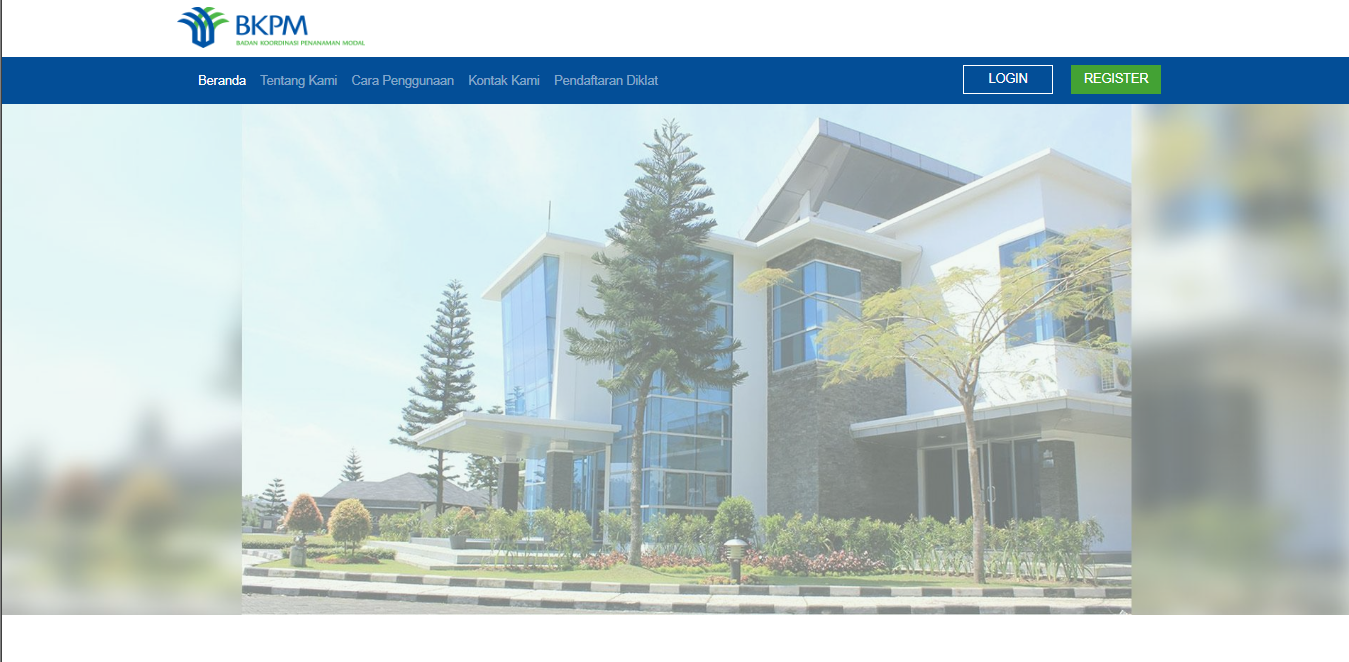 BKPM
BADAN KOORDINASI PENANAMAN MODAL
Beranda Tentang Kami Cara Penggunaan Kontak Kami Pendaftaran Diklat LOGIN REGISTER